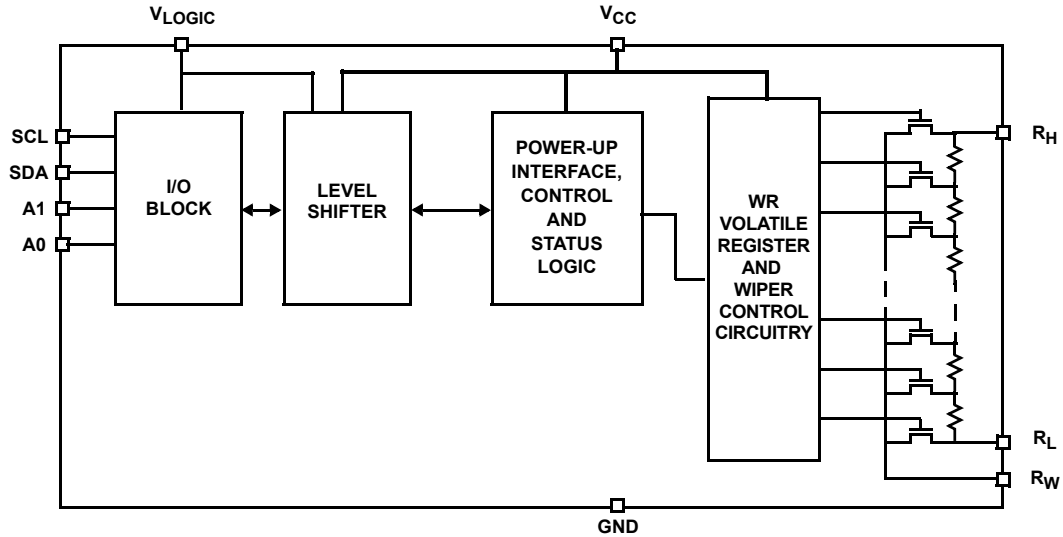 VLOGIC
VCC
SCL
SDA
A1
A0
I/O
BLOCK
LEVEL
SHIFTER
POWER-UP
INTERFACE,
CONTROL
AND
STATUS
LOGIC
WR
VOLATILE
REGISTER
AND
WIPER
CONTROL
CIRCUITRY
RH
RL
RW
GND